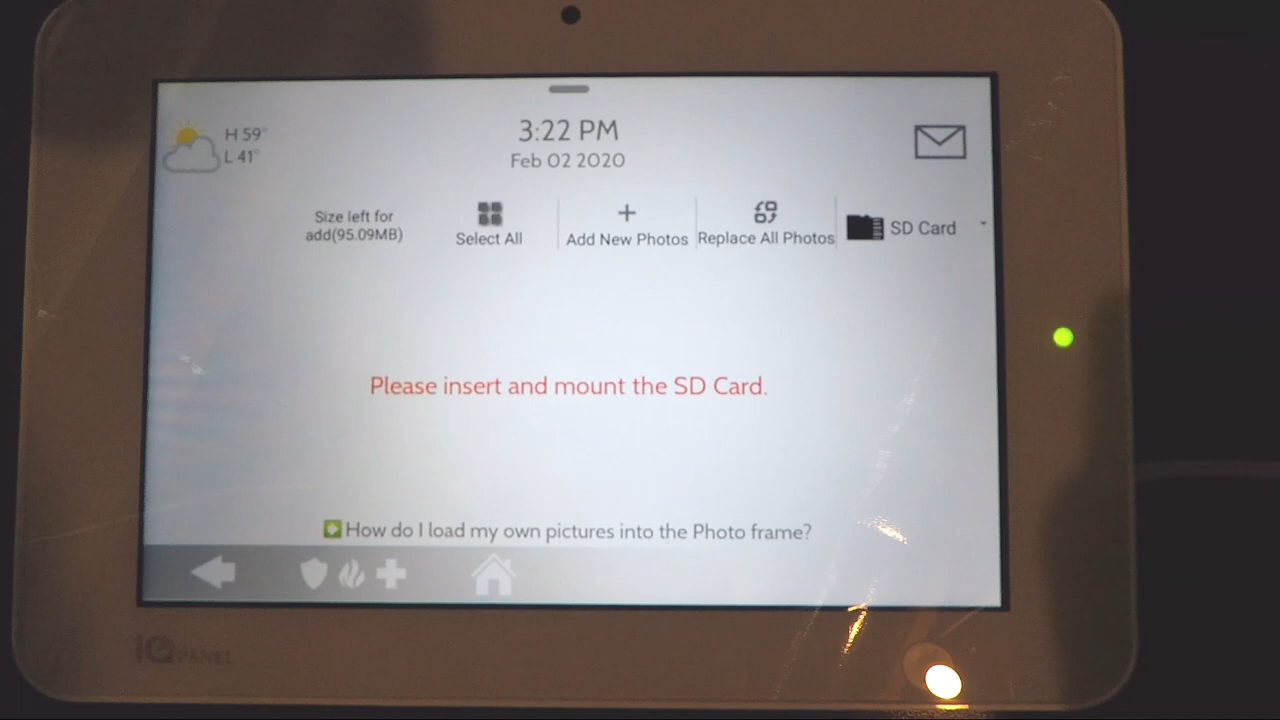 H 59°
L 41°
3:22 PM
Feb 02 2020
Size left for
add(95.09MB)
Select All
Add New Photos
Replace All Photos
SD Card
Please insert and mount the SD Card.
How do I load my own pictures into the Photo frame?
IQ PANEL